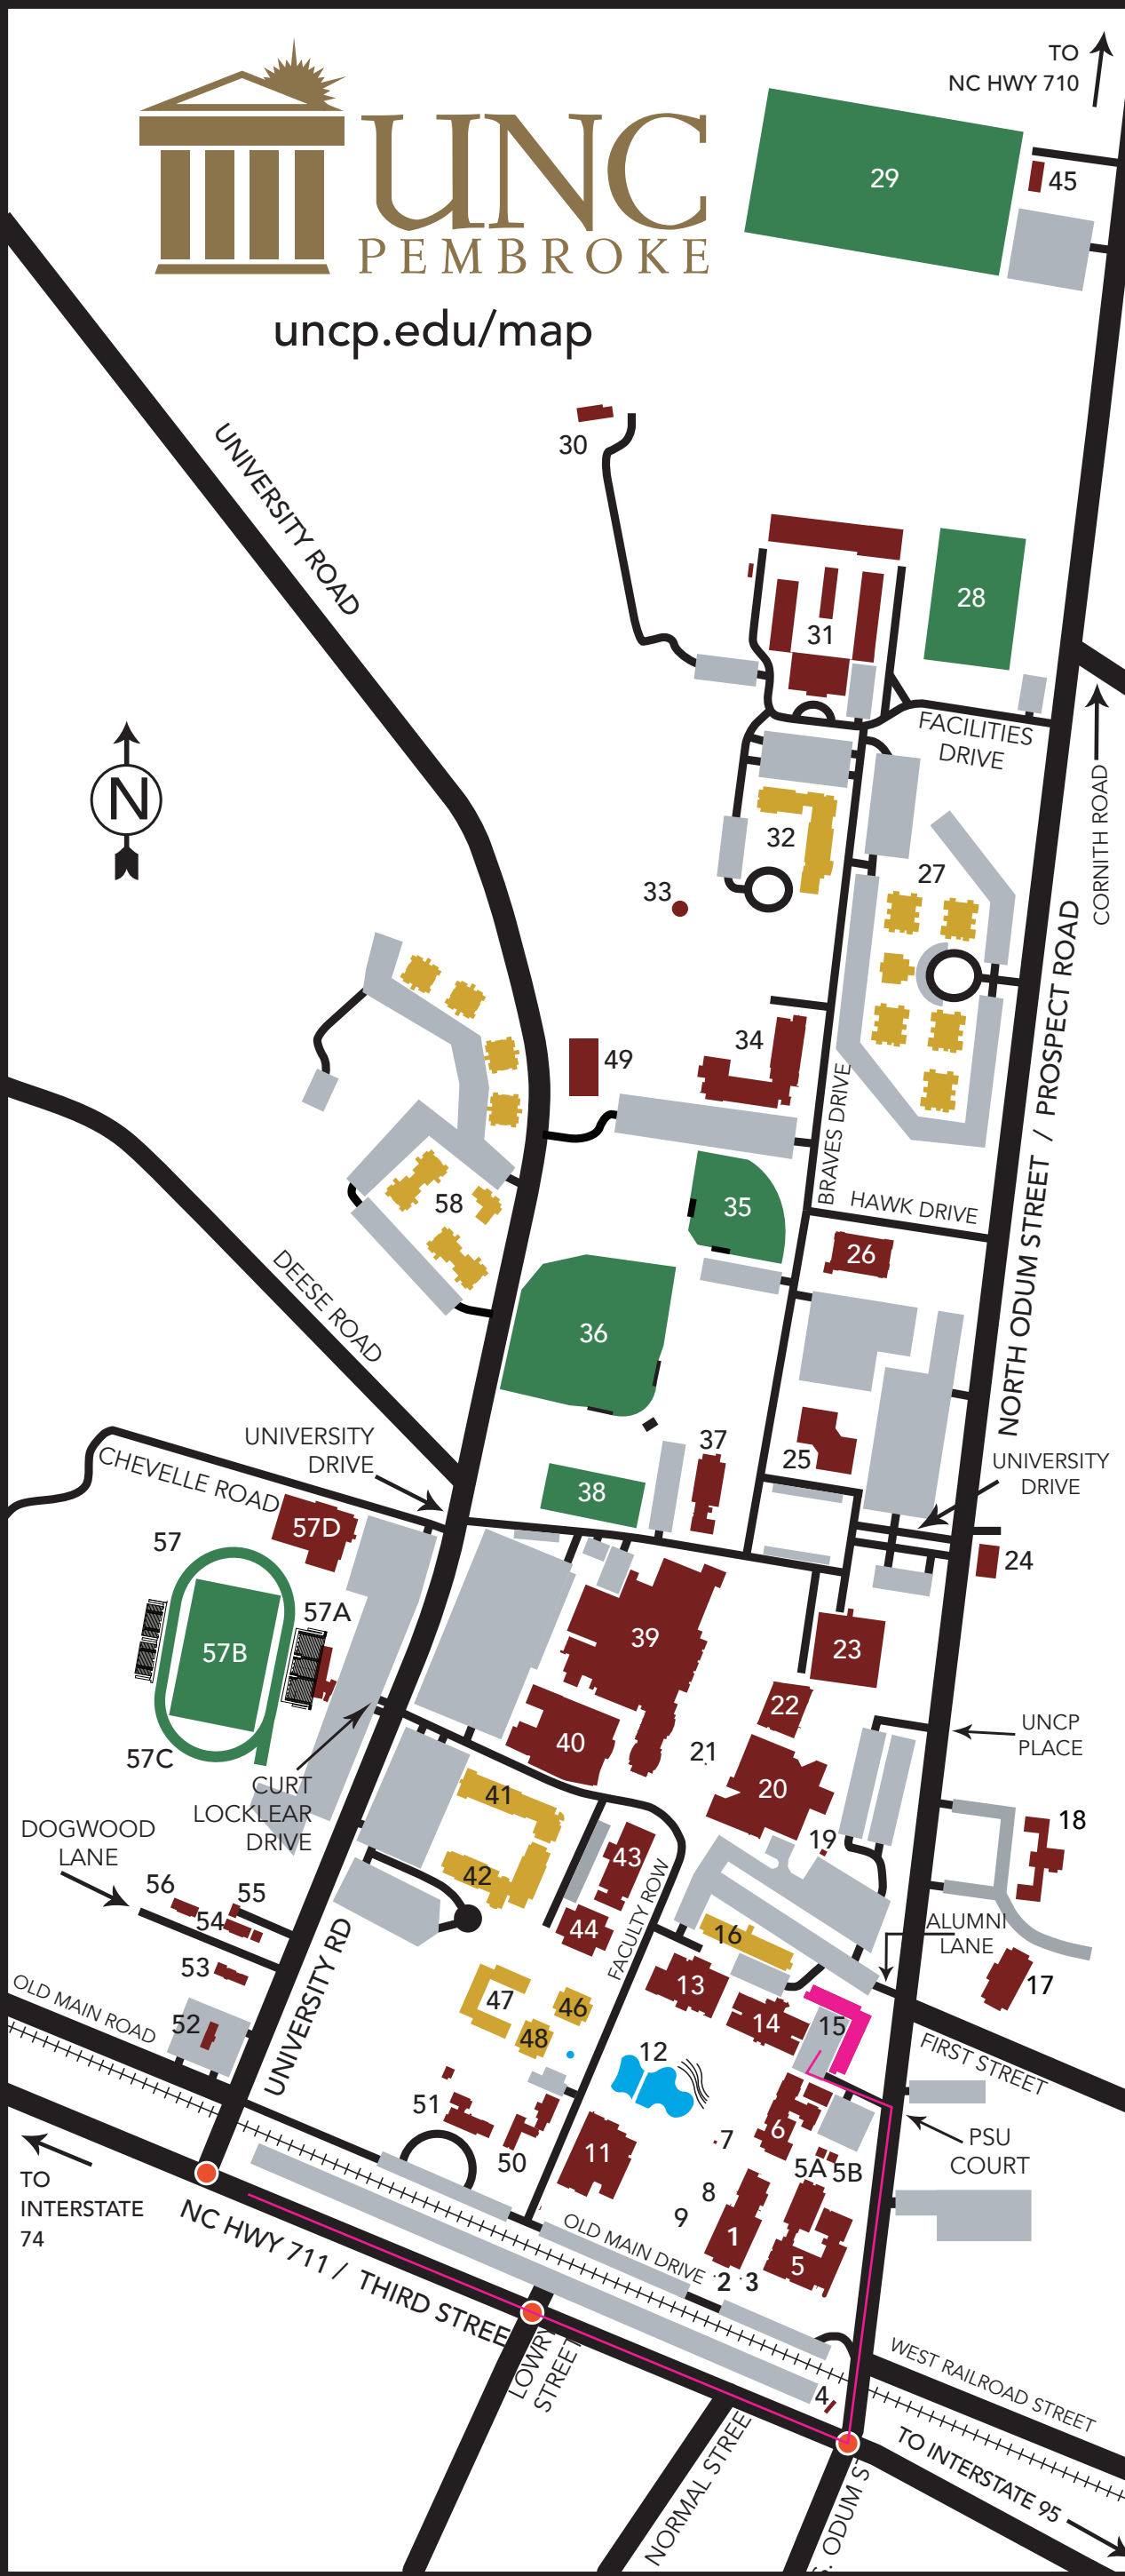 TO
NC HWY 710
UNC
PEMBROKE
uncp.edu/map
29
45
UNIVERSITY ROAD
30
28
31
FACILITIES
DRIVE
N
CORNITH ROAD
32
27
33
NORTH ODUM STREET / PROSPECT ROAD
34
49
BRAVES DRIVE
58
35
HAWK DRIVE
26
DEESE ROAD
36
UNIVERSITY
DRIVE
37
25
UNIVERSITY
DRIVE
CHEVELLE ROAD
38
57D
57
24
57A
39
57B
23
22
40
21
UNCP
PLACE
57C
20
CURT
LOCKLEAR
DRIVE
41
DOGWOOD
LANE
19
18
43
42
56
55
54
44
FACULTY ROW
16
ALUMNI
LANE
53
UNIVERSITY RD
13
17
OLD MAIN ROAD
47
46
52
14
15
48
12
FIRST STREET
51
6
7
PSU
COURT
50
11
5A
5B
TO
INTERSTATE
74
8
9
NC HWY 711 / THIRD STREE
OLD MAIN DRIVE
1
5
2
3
LOWRY
STREET
WEST RAILROAD STREET
4
TO INTERSTATE 95
NORMAL STREE
S. ODUM S